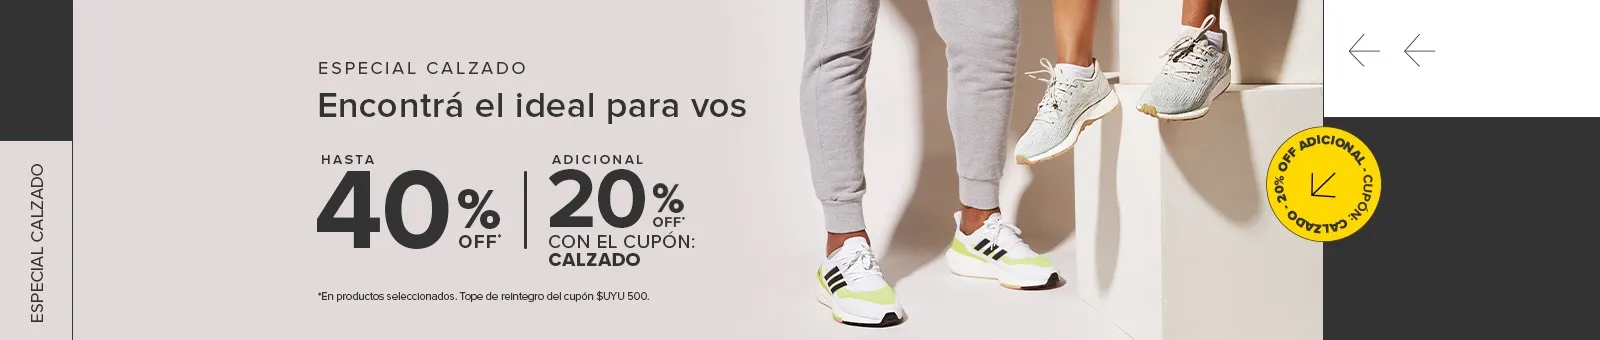 ESPECIAL CALZADO
ESPECIAL CALZADO
Encontrá el ideal para vos
HASTA
40%
OFF*
ADICIONAL
20%
OFF*
CON EL CUPÓN:
CALZADO
*En productos seleccionados. Tope de reintegro del cupón $UYU 500.
20% OFF ADICIONAL - CUPÓN: CALZADO -